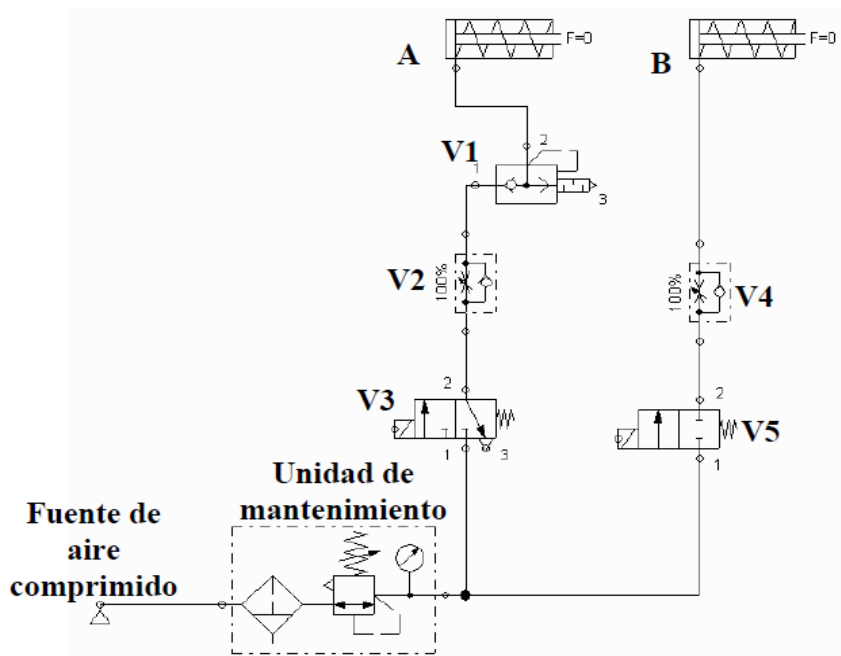 A
F=0
B
F=0
V1
2
1
3
V2
100%
100%
V4
2
V3
1
3
2
V5
1
Unidad de
mantenimiento
Fuente de
aire
comprimido